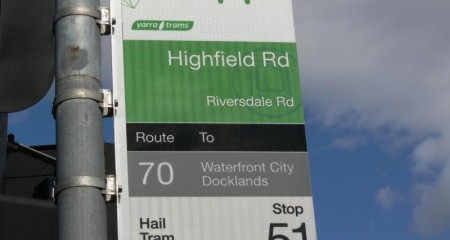 yarra trams
Highfield Rd
Riversdale Rd
Route To
70 Waterfront City
Docklands
Hail Stop
Tram 51